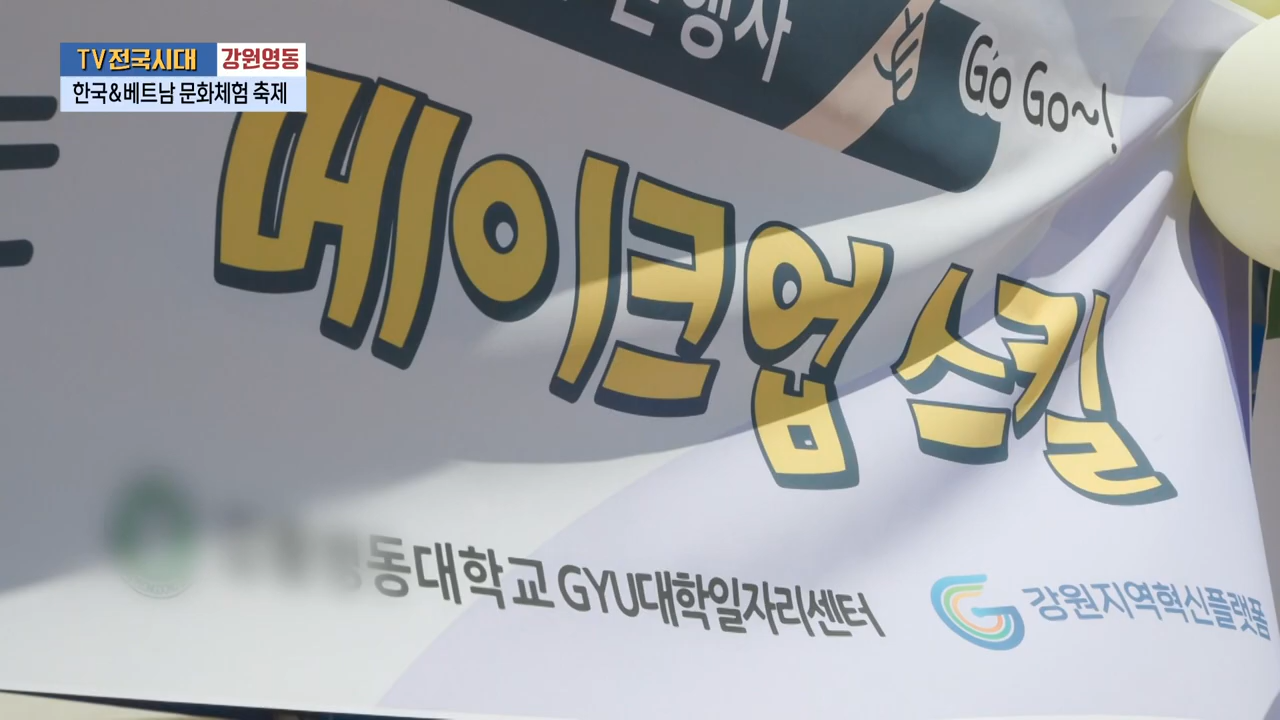 TV전국시대 강원영동
한국&베트남 문화체험 축제
행사
Go Go~!
메이크업 스킬
동대학교 GYU대학일자리센터
강원지역혁신플랫폼